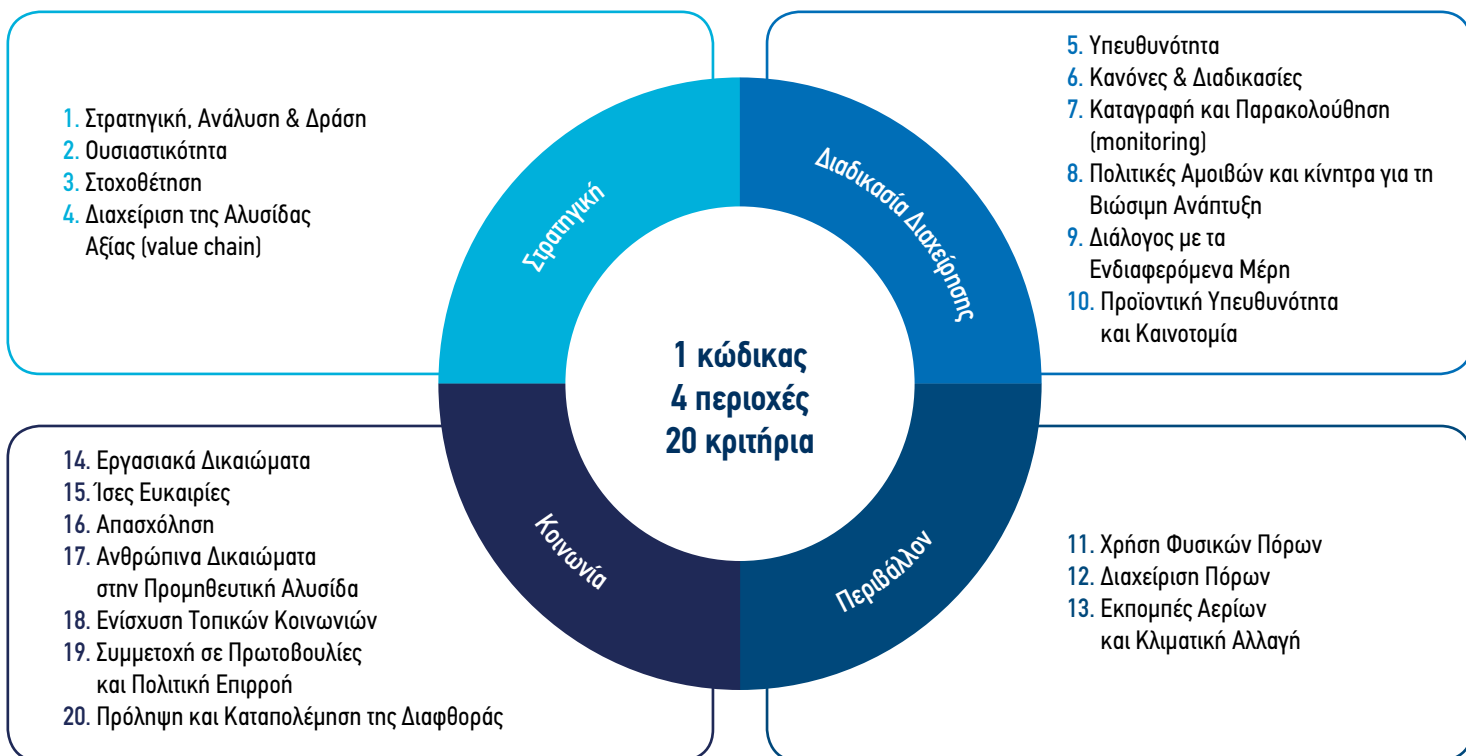 1. Στρατηγική, Ανάλυση & Δράση
2. Ουσιαστικότητα
3. Στοχοθέτηση
4. Διαχείριση της Αλυσίδας
Αξίας (value chain)
5. Υπευθυνότητα
6. Κανόνες & Διαδικασίες
7. Καταγραφή και Παρακολούθηση
(monitoring)
8. Πολιτικές Αμοιβών και κίνητρα για τη
Βιώσιμη Ανάπτυξη
9. Διάλογος με τα
Ενδιαφερόμενα Μέρη
10. Προϊοντική Υπευθυνότητα
και Καινοτομία
Στρατηγική
Διαδικασία Διαχείρησης
1 κώδικας
4 περιοχές
20 κριτήρια
Κοινωνία
Περιβάλλον
14. Εργασιακά Δικαιώματα
15. Ίσες Ευκαιρίες
16. Απασχόληση
17. Ανθρώπινα Δικαιώματα
στην Προμηθευτική Αλυσίδα
18. Ενίσχυση Τοπικών Κοινωνιών
19. Συμμετοχή σε Πρωτοβουλίες
και Πολιτική Επιρροή
20. Πρόληψη και Καταπολέμηση της Διαφθοράς
11. Χρήση Φυσικών Πόρων
12. Διαχείριση Πόρων
13. Εκπομπές Αερίων
και Κλιματική Αλλαγή